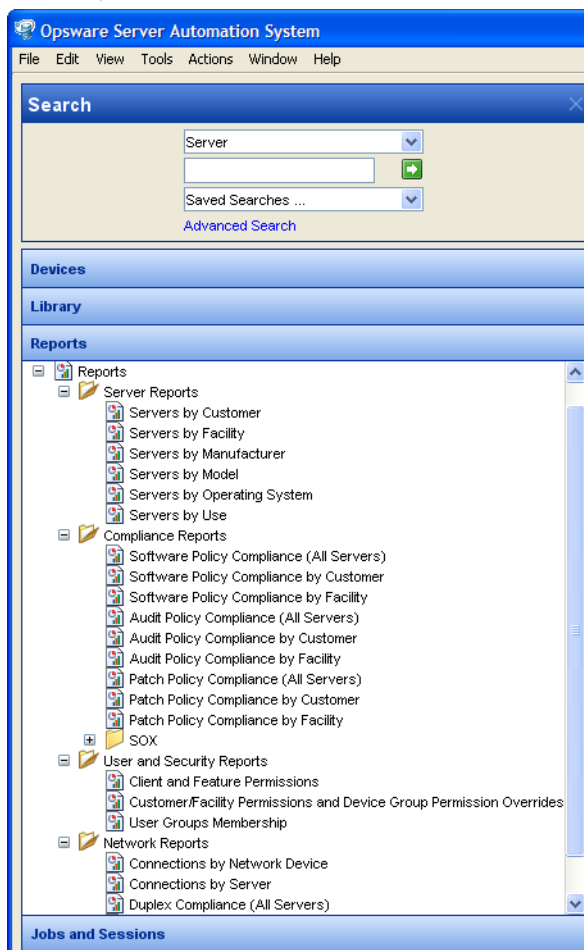 Opsware Server Automation System
File Edit View Tools Actions Window Help
Search
Server
Saved Searches ...
Advanced Search
Devices
Library
Reports
Reports
Server Reports
Servers by Customer
Servers by Facility
Servers by Manufacturer
Servers by Model
Servers by Operating System
Servers by Use
Compliance Reports
Software Policy Compliance (All Servers)
Software Policy Compliance by Customer
Software Policy Compliance by Facility
Audit Policy Compliance (All Servers)
Audit Policy Compliance by Customer
Audit Policy Compliance by Facility
Patch Policy Compliance (All Servers)
Patch Policy Compliance by Customer
Patch Policy Compliance by Facility
SOX
User and Security Reports
Client and Feature Permissions
Customer/Facility Permissions and Device Group Permission Overrides
User Groups Membership
Network Reports
Connections by Network Device
Connections by Server
Duplex Compliance (All Servers)
Jobs and Sessions